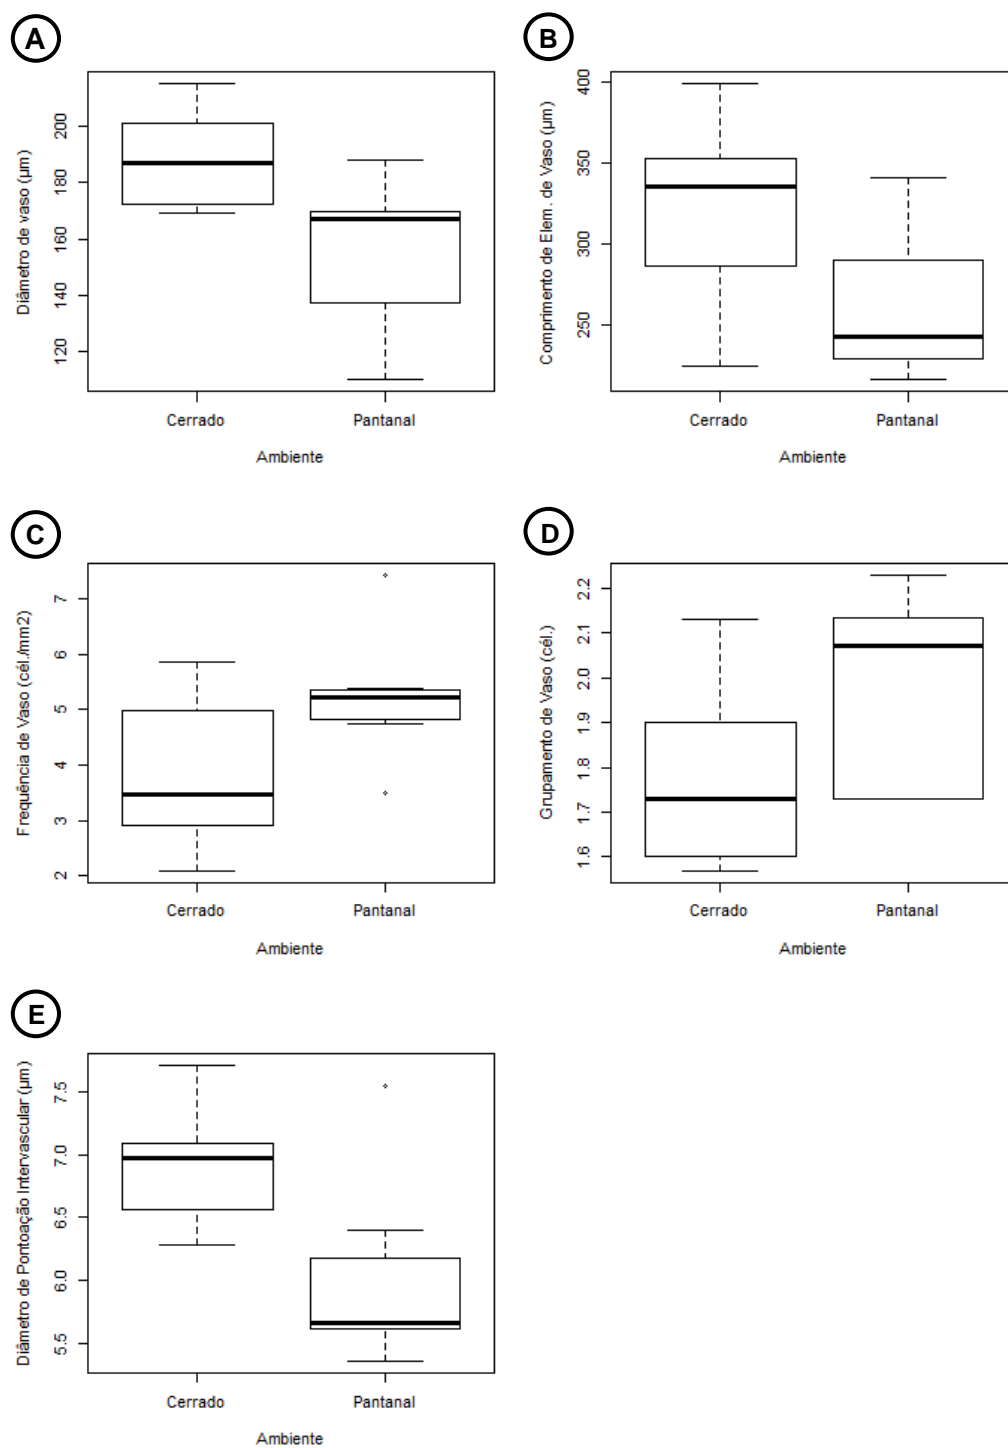 A
Diâmetro de vaso (µm)
200
180
160
140
120
Cerrado Pantanal
Ambiente
B
Comprimento de Elem. de Vaso (µm)
400
350
300
250
Cerrado Pantanal
Ambiente
C
Frequência de Vaso (cél./mm2)
7
6
5
4
3
2
Cerrado Pantanal
Ambiente
D
Grupamento de Vaso (cél.)
2.2
2.1
2.0
1.9
1.8
1.7
1.6
Cerrado Pantanal
Ambiente
E
Diâmetro de Pontoação Intervascular (µm)
7.5
7.0
6.5
6.0
5.5
Cerrado Pantanal
Ambiente